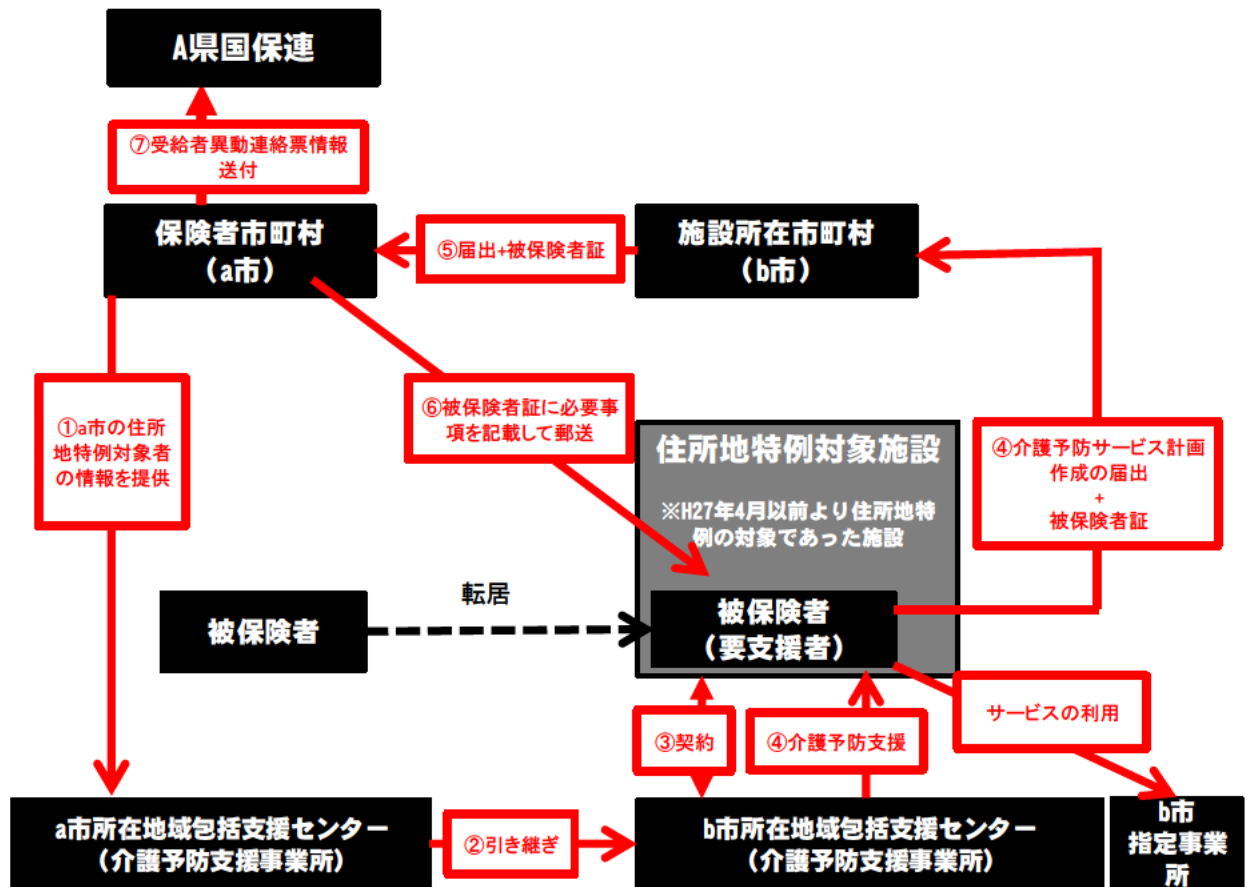 A県国保連
⑦受給者異動連絡票情報
送付
保険者市町村
（a市）
⑤届出+被保険者証
施設所在市町村
（b市）
①a市の住所
地特例対象者
の情報を提供
⑥被保険者証に必要事
項を記載して郵送
住所地特例対象施設
※H27年4月以前より住所地特
例の対象であった施設
④介護予防サービス計画
作成の届出
+
被保険者証
被保険者
転居
被保険者
（要支援者）
③契約
④介護予防支援
サービスの利用
a市所在地域包括支援センター
（介護予防支援事業所）
②引き継ぎ
b市所在地域包括支援センター
（介護予防支援事業所）
b市
指定事業
所